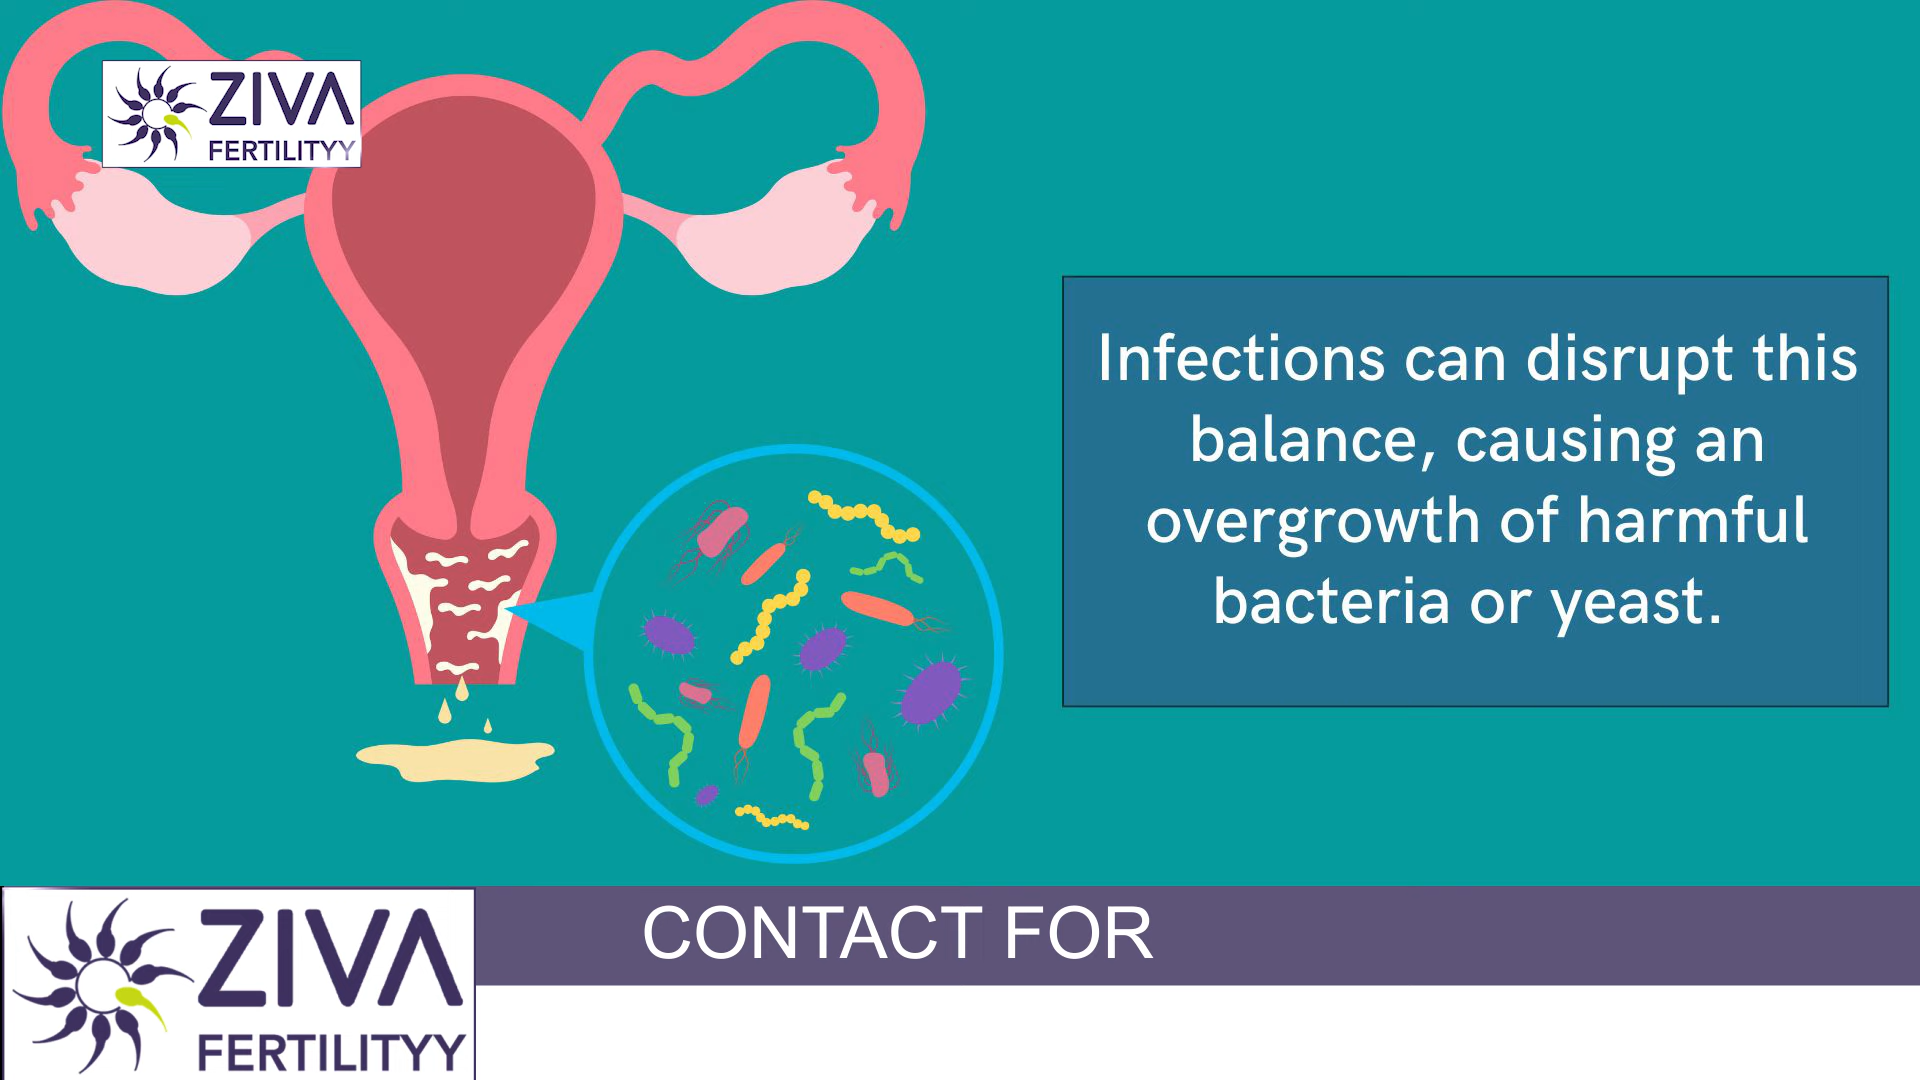 ZIVA
FERTILITYY
Infections can disrupt this
balance, causing an
overgrowth of harmful
bacteria or yeast.
CONTACT FOR
ZIVA
FERTILITYY